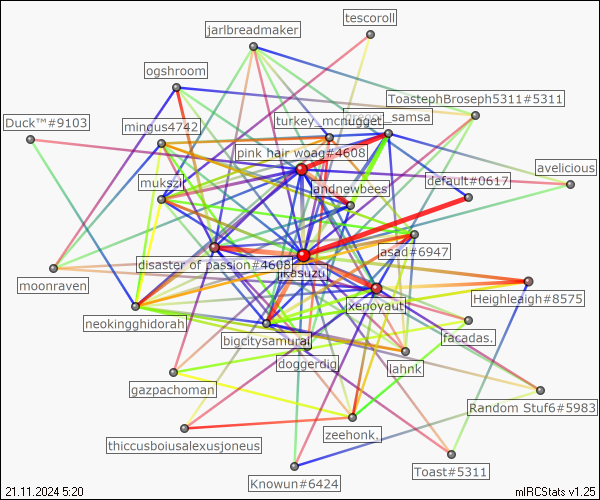 tescoroll
jarlbreadmaker
ogshroom
ToastephBroseph5311#5311
Duck™#9103
turkey_mcnugget
_samsa
mingus4742
pink hair woag#4608
avelicious
default#0617
mukszii
andnewbees
asad#6947
disaster of passion#4608
ikasuzu
moonraven
xenoyaut
Heighleaigh#8575
neokingghidorah
bigcitysamurai
facadas.
doggerdig
lahnk
gazpachoman
Random Stuf6#5983
zeehonk.
thiccusboiusalexusjoneus
Toast#5311
Knowun#6424
21.11.2024 5:20
mIRCStats v1.25